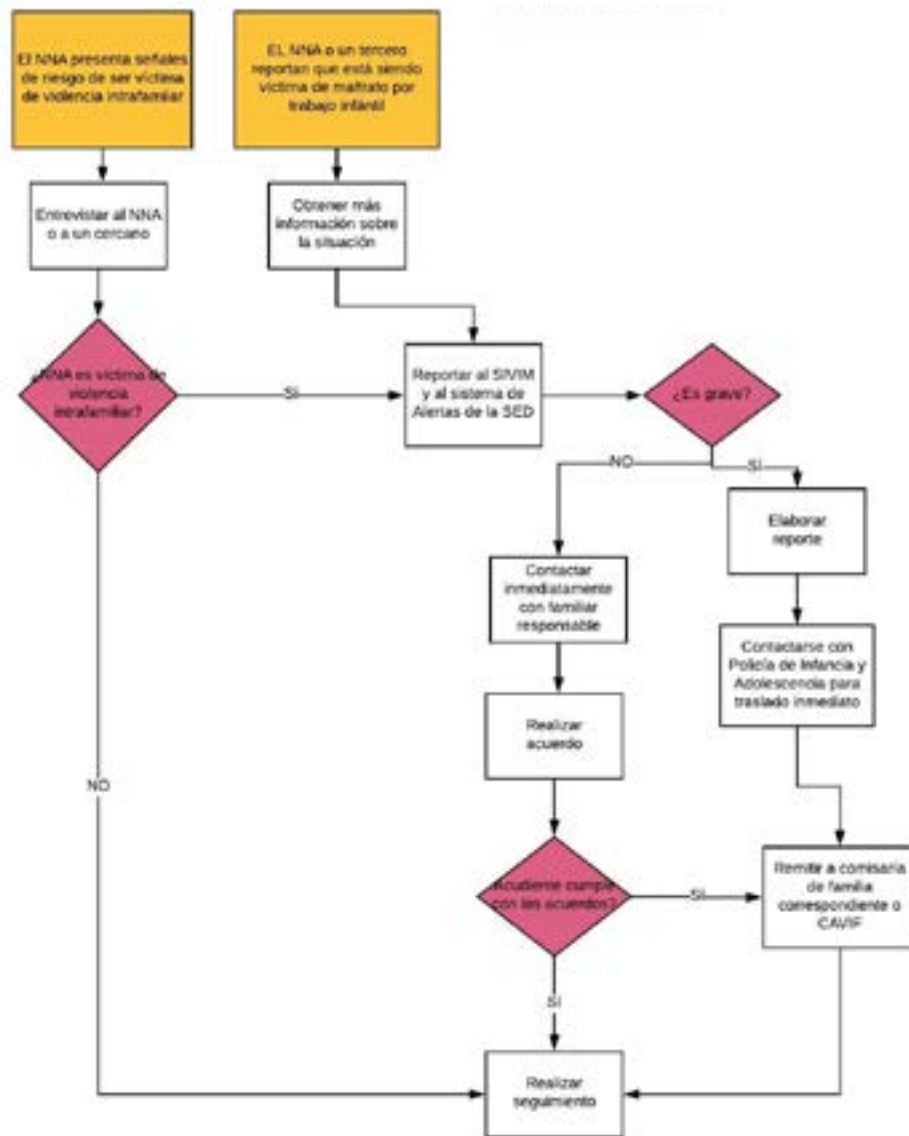 El NNA presenta señales
de riesgo de ser víctima
de violencia intrafamiliar
EL NNA o un tercero
reportan que está siendo
víctima de maltrato por
trabajo infántil
Entrevistar al NNA
o a un cercano
Obtener más
información sobre
la situación
¿NNA es víctima de
violencia
intrafamiliar?
SI
Reportar al SIVIM
y al sistema de
Alertas de la SED
¿Es grave?
NO
SI
Elaborar
reporte
Contactar
inmediatamente
con familiar
responsable
Contactarse con
Policía de Infancia y
Adolescencia para
traslado inmediato
Realizar
acuerdo
NO
Acudiente cumple
con los acuerdos?
SI
Remitir a comisaria
de familia
correspondiente o
CAVIF
SI
Realizar
seguimiento